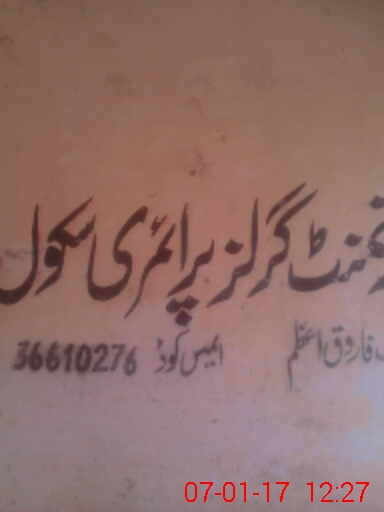 گرلز پرائمری سکول
فاروق اعظم ایمیس کوڈ 36610276
07-01-17 12:27